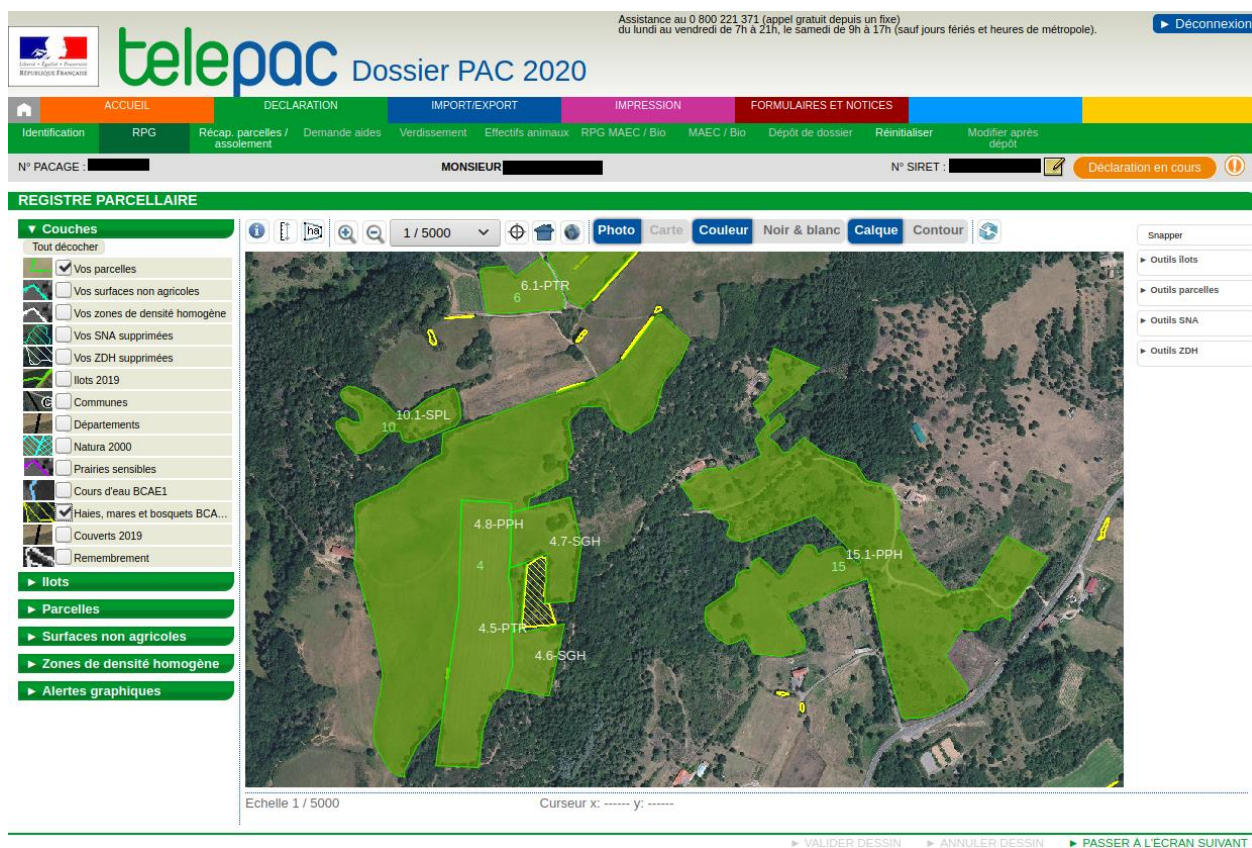 Assistance au 0 800 221 371 (appel gratuit depuis un fixe)
du lundi au vendredi de 7h à 21h, le samedi de 9h à 17h (sauf jours fériés et heures de métropole).
► Déconnexion
Liberté • Égalité • Fraternité
RÉPUBLIQUE FRANÇAISE
telepac Dossier PAC 2020
ACCUEIL DECLARATION IMPORT/EXPORT IMPRESSION FORMULAIRES ET NOTICES
Identification RPG Récap. parcelles / assolement Demande aides Verdissement Effectifs animaux RPG MAEC / Bio MAEC / Bio Dépôt de dossier Réinitialiser Modifier après dépôt
N° PACAGE : MONSIEUR N° SIRET : Déclaration en cours
REGISTRE PARCELLAIRE
▼ Couches
Tout décocher
Vos parcelles
Vos surfaces non agricoles
Vos zones de densité homogène
Vos SNA supprimées
Vos ZDH supprimées
Ilots 2019
Communes
Départements
Natura 2000
Prairies sensibles
Cours d'eau BCAE1
Haies, mares et bosquets BCA...
Couverts 2019
Remembrement
► Ilots
► Parcelles
► Surfaces non agricoles
► Zones de densité homogène
► Alertes graphiques
ha 1 / 5000 Photo Carte Couleur Noir & blanc Calque Contour
6.1-PTR
6
10.1-SPL
10
4.8-PPH
4.7-SGH
4
4.5-PTR
4.6-SGH
15.1-PPH
15
Snapper
► Outils îlots
► Outils parcelles
► Outils SNA
► Outils ZDH
Echelle 1 / 5000 Curseur x: ------ y: ------
► VALIDER DESSIN ► ANNULER DESSIN ► PASSER À L'ÉCRAN SUIVANT